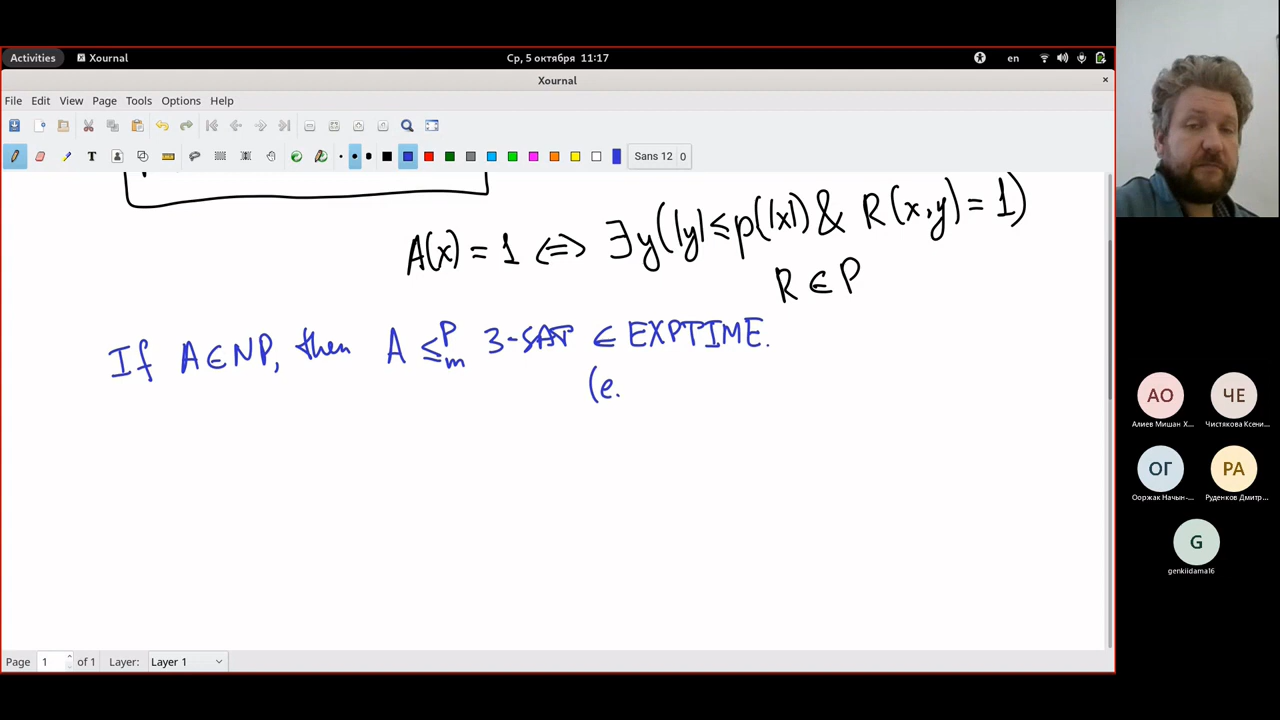 Activities Xournal Ср, 5 октября 11:17 en
Xournal ×
File Edit View Page Tools Options Help
T Sans 12 0
A(x) = 1 ⇔ ∃y(|y| ≤ p(|x|) & R(x,y) = 1)
R ∈ P
If A ∈ NP, then A ≤ᴾₘ 3-SAT ∈ EXPTIME.
(e.
Page 1 of 1 Layer: Layer 1
АО ЧЕ
Алиев Мишан Х... Чистякова Ксени...
ОГ РА
Ооржак Начын-... Руденков Дмитр...
G
genkiidama16